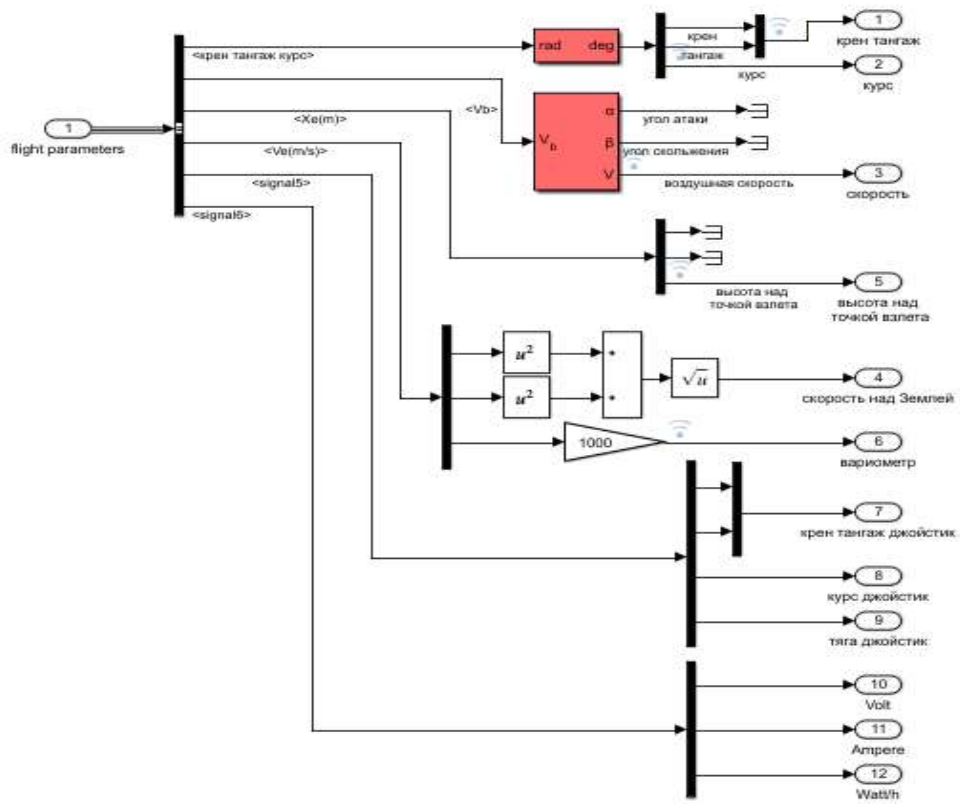 1
flight parameters
<крен тангаж курс>
<Vb>
<Xe(m)>
<Ve(m/s)>
<signal5>
<signal6>
rad deg
крен
тангаж
курс
1
крен тангаж
2
курс
Vb
α
β
V
угол атаки
угол скольжения
воздушная скорость
3
скорость
высота над
точкой взлета
5
высота над
точкой взлета
u²
u²
+
+
√u
4
скорость над Землей
1000
6
вариометр
7
крен тангаж джойстик
8
курс джойстик
9
тяга джойстик
10
Volt
11
Ampere
12
Watt/h